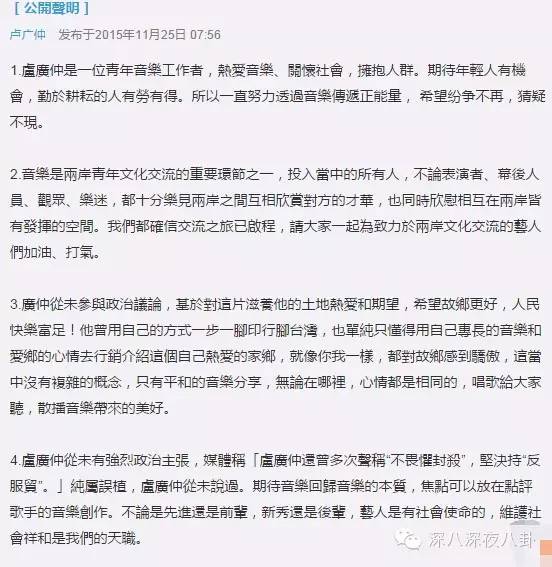 [ 公開聲明 ]
卢广仲 发布于2015年11月25日 07:56
1.盧廣仲是一位青年音樂工作者，熱愛音樂、關懷社會，擁抱人群。期待年輕人有機
會，勤於耕耘的人有勞有得。所以一直努力透過音樂傳遞正能量， 希望纷争不再，猜疑
不現。
2.音樂是兩岸青年文化交流的重要環節之一，投入當中的所有人，不論表演者、幕後人
員、觀眾、樂迷，都十分樂見兩岸之間互相欣賞對方的才華，也同時欣慰相互在兩岸皆
有發揮的空間。我們都確信交流之旅已啟程，請大家一起為致力於兩岸文化交流的藝人
們加油、打氣。
3.廣仲從未參與政治議論，基於對這片滋養他的土地熱愛和期望，希望故鄉更好，人民
快樂富足！他曾用自己的方式一步一腳印行腳台灣，也單純只懂得用自己專長的音樂和
愛鄉的心情去行銷介紹這個自己熱愛的家鄉，就像你我一樣，都對故鄉感到驕傲，這當
中沒有複雜的概念，只有平和的音樂分享，無論在哪裡，心情都是相同的，唱歌給大家
聽，散播音樂帶來的美好。
4.盧廣仲從未有強烈政治主張，媒體稱「盧廣仲還曾多次聲稱“不畏懼封殺”，堅決持“反
服貿”。」純屬誤植，盧廣仲從未說過。期待音樂回歸音樂的本質，焦點可以放在點評
歌手的音樂創作。不論是先進還是前輩，新秀還是後輩，藝人是有社會使命的，維護社
會祥和是我們的天職。
深八深夜八卦